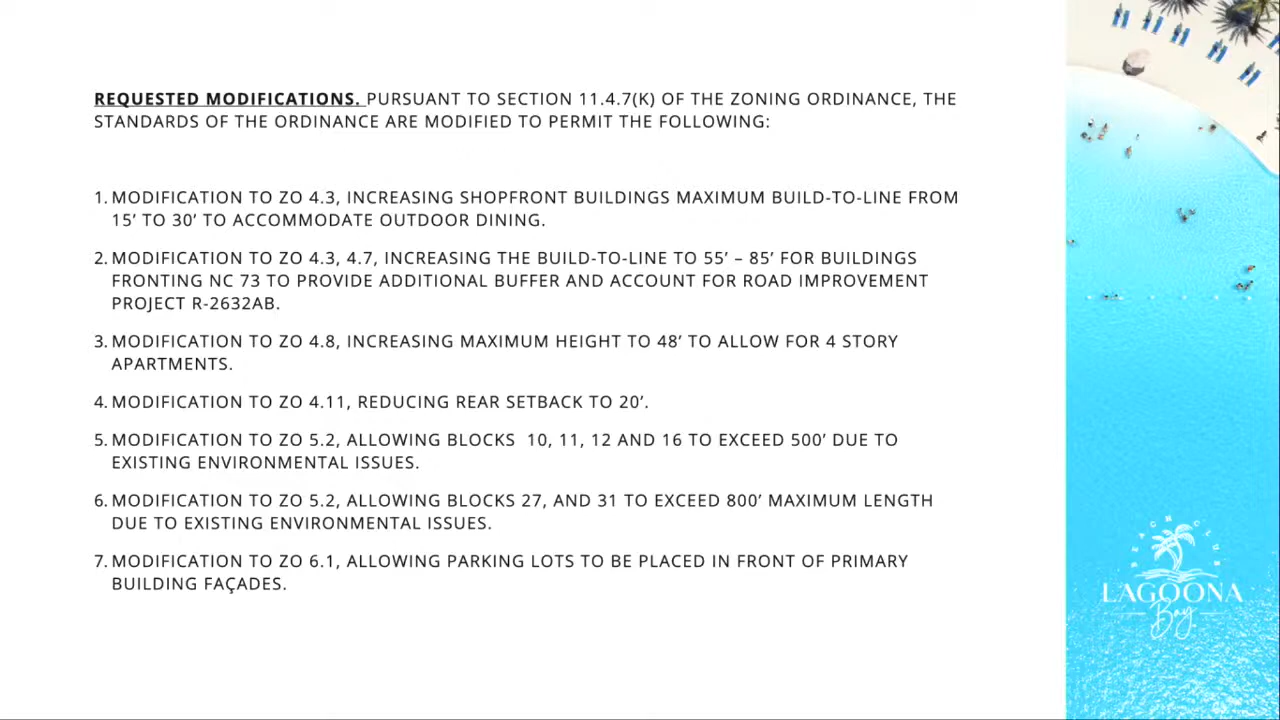 REQUESTED MODIFICATIONS. PURSUANT TO SECTION 11.4.7(K) OF THE ZONING ORDINANCE, THE
STANDARDS OF THE ORDINANCE ARE MODIFIED TO PERMIT THE FOLLOWING:
1. MODIFICATION TO ZO 4.3, INCREASING SHOPFRONT BUILDINGS MAXIMUM BUILD-TO-LINE FROM
15’ TO 30’ TO ACCOMMODATE OUTDOOR DINING.
2. MODIFICATION TO ZO 4.3, 4.7, INCREASING THE BUILD-TO-LINE TO 55’ – 85’ FOR BUILDINGS
FRONTING NC 73 TO PROVIDE ADDITIONAL BUFFER AND ACCOUNT FOR ROAD IMPROVEMENT
PROJECT R-2632AB.
3. MODIFICATION TO ZO 4.8, INCREASING MAXIMUM HEIGHT TO 48’ TO ALLOW FOR 4 STORY
APARTMENTS.
4. MODIFICATION TO ZO 4.11, REDUCING REAR SETBACK TO 20’.
5. MODIFICATION TO ZO 5.2, ALLOWING BLOCKS 10, 11, 12 AND 16 TO EXCEED 500’ DUE TO
EXISTING ENVIRONMENTAL ISSUES.
6. MODIFICATION TO ZO 5.2, ALLOWING BLOCKS 27, AND 31 TO EXCEED 800’ MAXIMUM LENGTH
DUE TO EXISTING ENVIRONMENTAL ISSUES.
7. MODIFICATION TO ZO 6.1, ALLOWING PARKING LOTS TO BE PLACED IN FRONT OF PRIMARY
BUILDING FAÇADES.
BEACH CLUB
LAGOONA
Bay